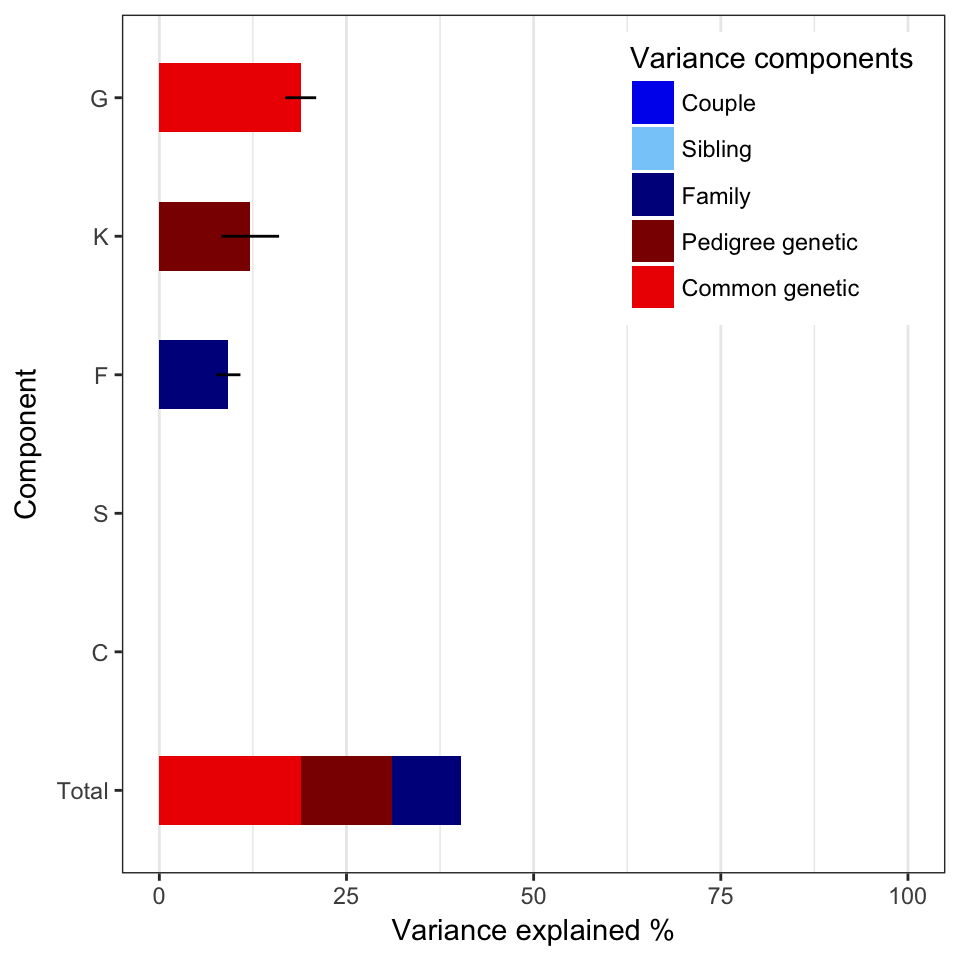 Variance components
Couple
Sibling
Family
Pedigree genetic
Common genetic
G
K
F
S
C
Total
Component
0 25 50 75 100
Variance explained %